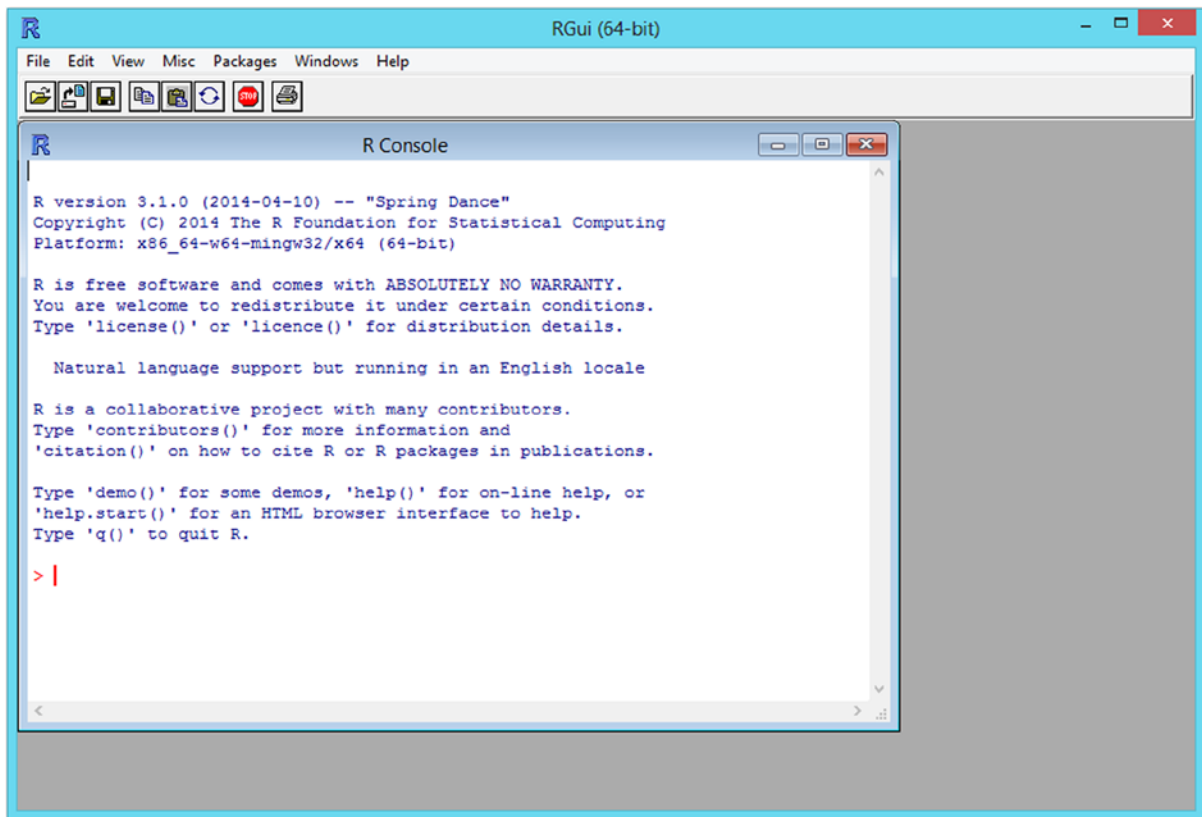 RGui (64-bit)
File Edit View Misc Packages Windows Help
STOP
R Console
R version 3.1.0 (2014-04-10) -- "Spring Dance"
Copyright (C) 2014 The R Foundation for Statistical Computing
Platform: x86_64-w64-mingw32/x64 (64-bit)
R is free software and comes with ABSOLUTELY NO WARRANTY.
You are welcome to redistribute it under certain conditions.
Type 'license()' or 'licence()' for distribution details.
Natural language support but running in an English locale
R is a collaborative project with many contributors.
Type 'contributors()' for more information and
'citation()' on how to cite R or R packages in publications.
Type 'demo()' for some demos, 'help()' for on-line help, or
'help.start()' for an HTML browser interface to help.
Type 'q()' to quit R.
>